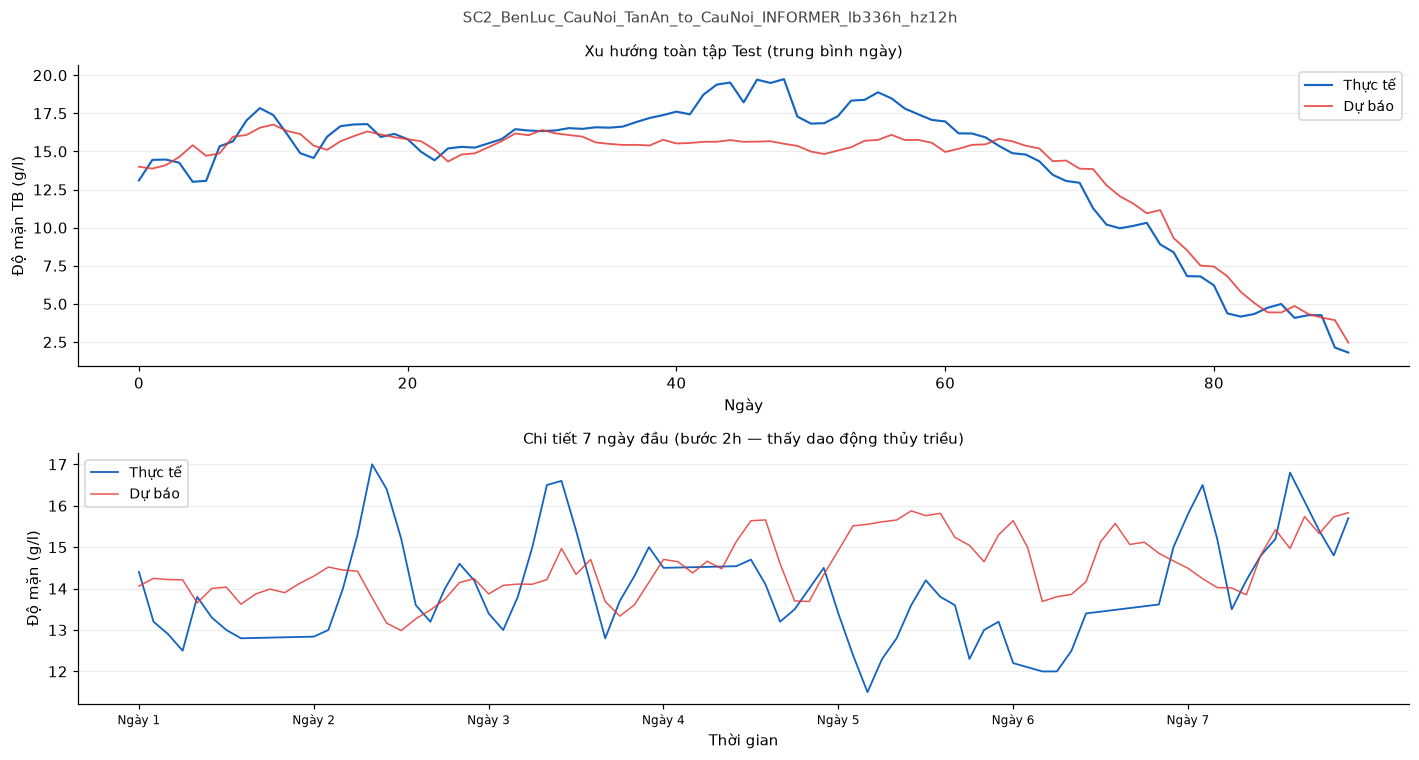 SC2_BenLuc_CauNoi_TanAn_to_CauNoi_INFORMER_lb336h_hz12h
Xu hướng toàn tập Test (trung bình ngày)
Thực tế
Dự báo
Độ mặn TB (g/l)
20.0
17.5
15.0
12.5
10.0
7.5
5.0
2.5
0 20 40 60 80
Ngày
Chi tiết 7 ngày đầu (bước 2h — thấy dao động thủy triều)
Thực tế
Dự báo
Độ mặn (g/l)
17
16
15
14
13
12
Ngày 1 Ngày 2 Ngày 3 Ngày 4 Ngày 5 Ngày 6 Ngày 7
Thời gian